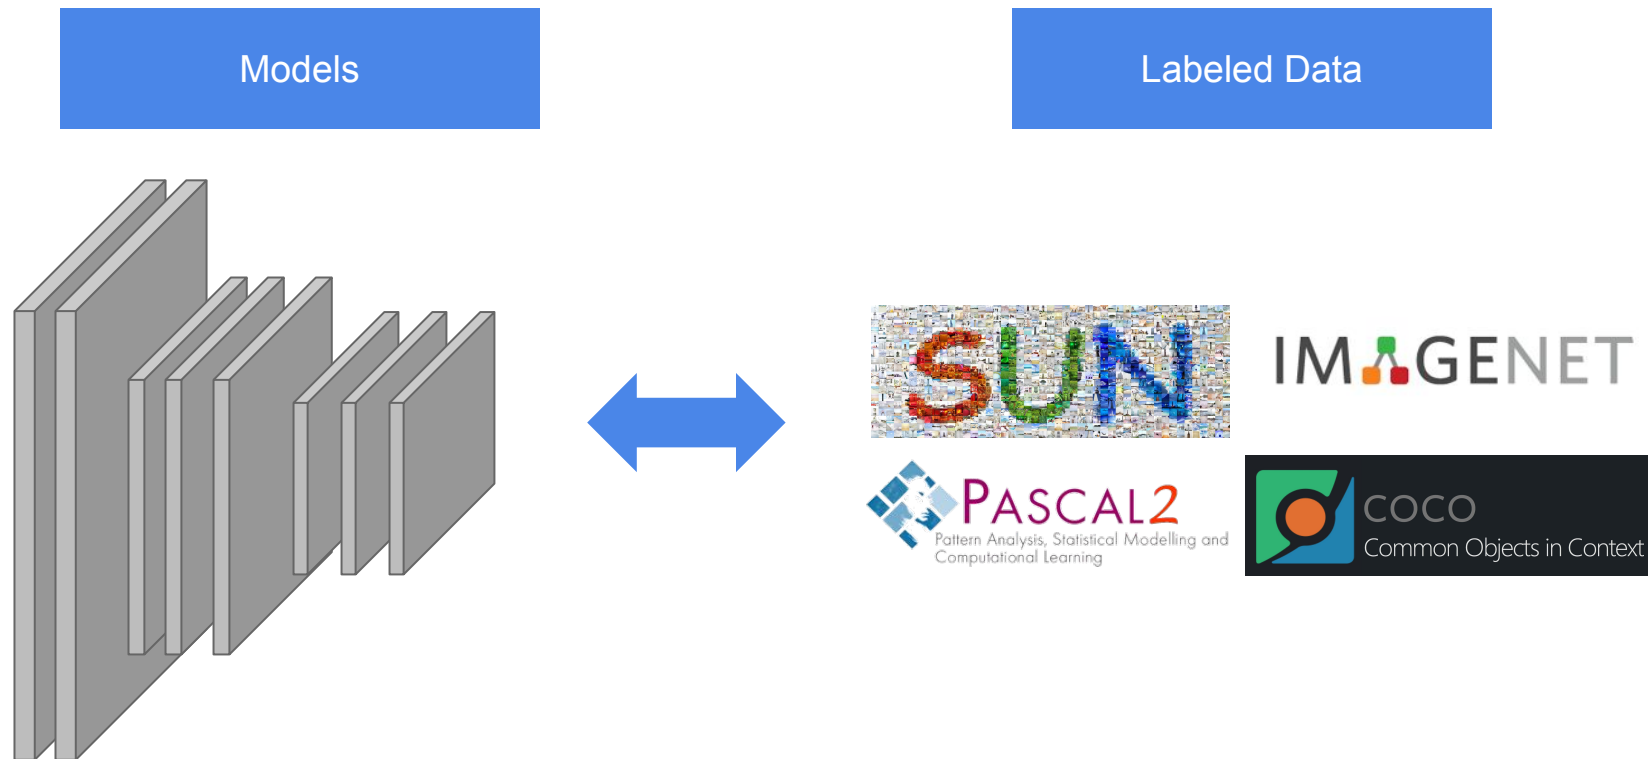 Models
Labeled Data
SUN
IMAGENET
PASCAL2
Pattern Analysis, Statistical Modelling and
Computational Learning
COCO
Common Objects in Context